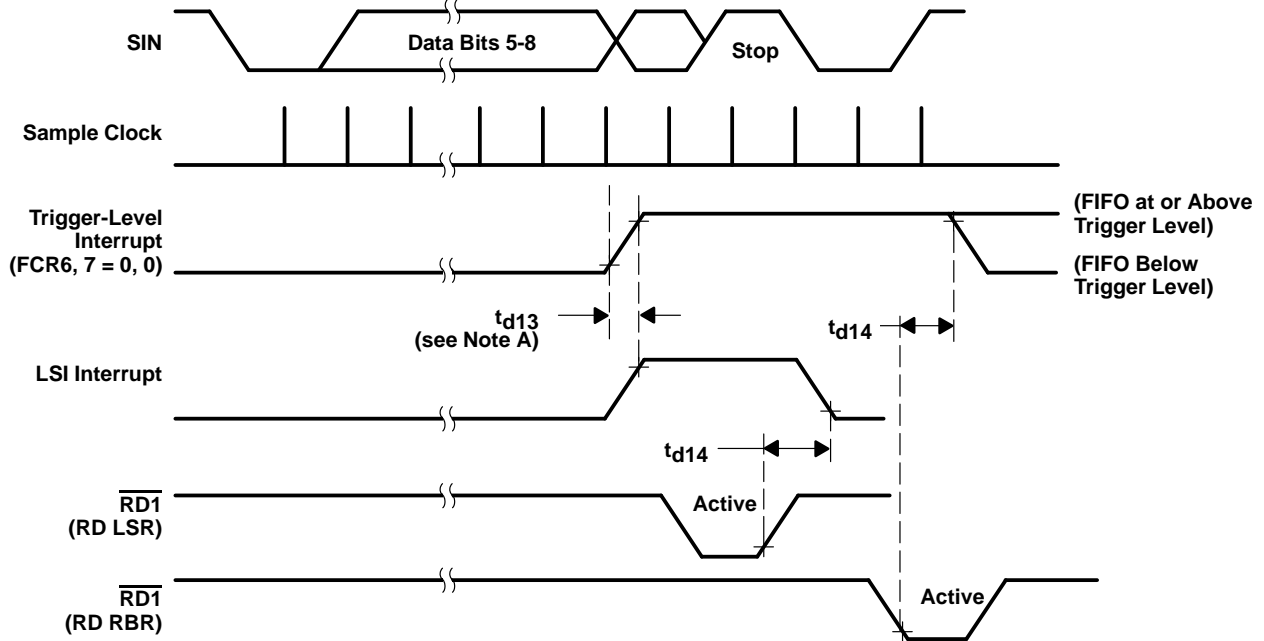 SIN
Data Bits 5-8
Stop
Sample Clock
Trigger-Level
Interrupt
(FCR6, 7 = 0, 0)
(FIFO at or Above
Trigger Level)
(FIFO Below
Trigger Level)
td13
(see Note A)
td14
LSI Interrupt
td14
RD1
(RD LSR)
Active
RD1
(RD RBR)
Active